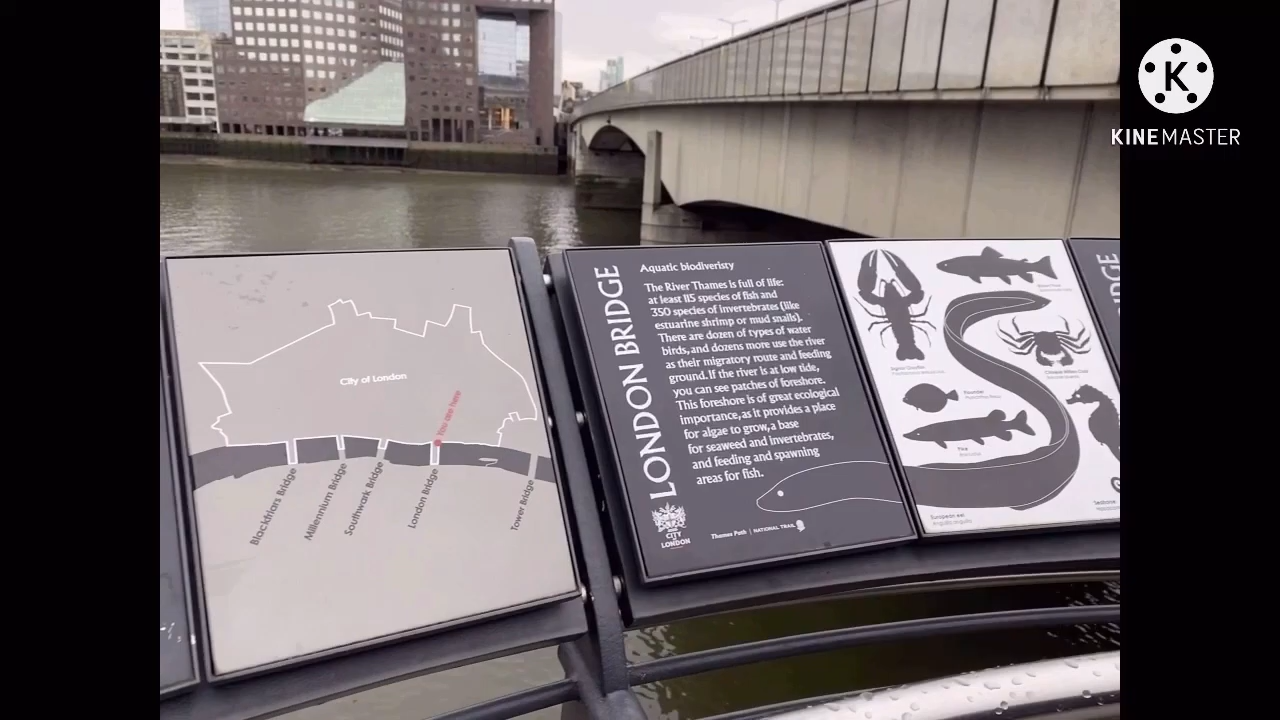 KINEMASTER
City of London
You are here
Blackfriars Bridge
Millennium Bridge
Southwark Bridge
London Bridge
Tower Bridge
LONDON BRIDGE
Aquatic biodiveristy
The River Thames is full of life:
at least 115 species of fish and
350 species of invertebrates (like
estuarine shrimp or mud snails).
There are dozen of types of water
birds, and dozens more use the river
as their migratory route and feeding
ground. If the river is at low tide,
you can see patches of foreshore.
This foreshore is of great ecological
importance, as it provides a place
for algae to grow, a base
for seaweed and invertebrates,
and feeding and spawning
areas for fish.
CITY
LONDON
Thames Path | NATIONAL TRAIL
Signal Crayfish
Flounder
Chinese Mitten Crab
Pike
European eel
Seahorse